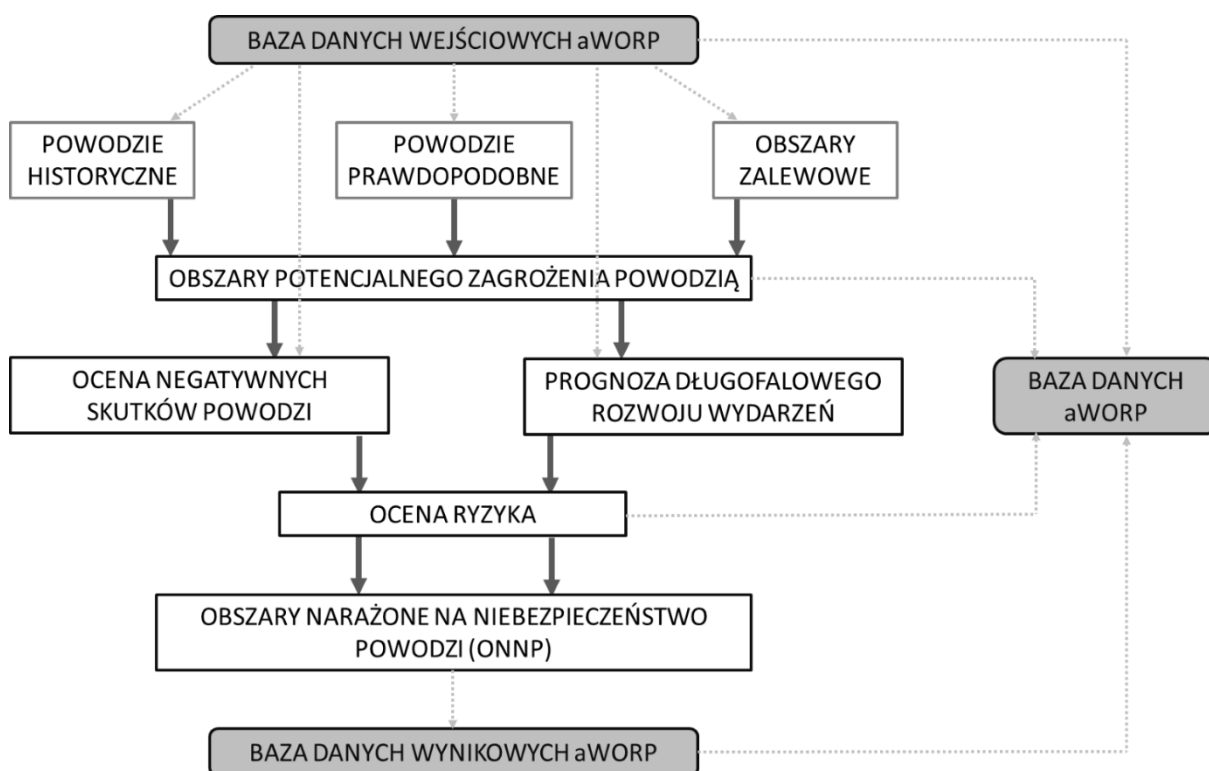 BAZA DANYCH WEJŚCIOWYCH aWORP
POWODZIE
HISTORYCZNE
POWODZIE
PRAWDOPODOBNE
OBSZARY
ZALEWOWE
OBSZARY POTENCJALNEGO ZAGROŻENIA POWODZIĄ
OCENA NEGATYWNYCH
SKUTKÓW POWODZI
PROGNOZA DŁUGOFALOWEGO
ROZWOJU WYDARZEŃ
BAZA DANYCH
aWORP
OCENA RYZYKA
OBSZARY NARAŻONE NA NIEBEZPIECZEŃSTWO
POWODZI (ONNP)
BAZA DANYCH WYNIKOWYCH aWORP